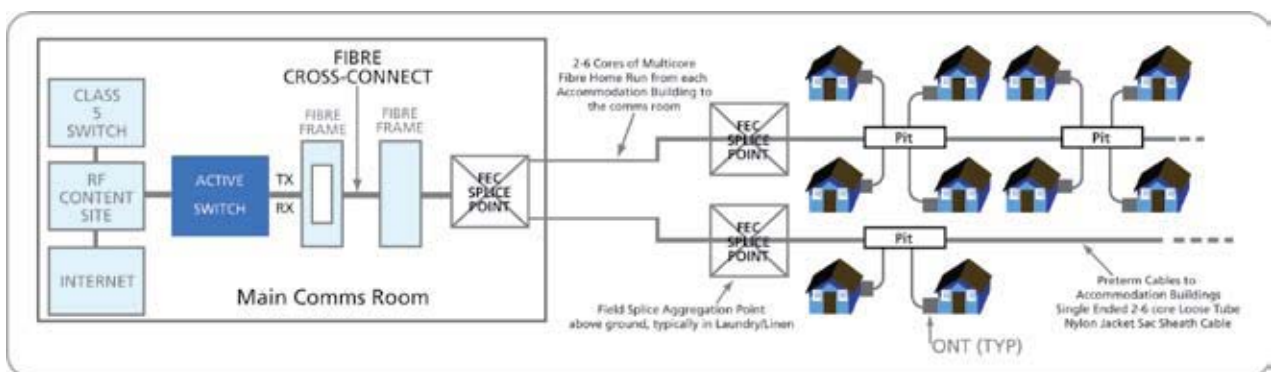 FIBRE
CROSS-CONNECT
CLASS
5
SWITCH
RF
CONTENT
SITE
INTERNET
ACTIVE
SWITCH
TX
RX
FIBRE
FRAME
FIBRE
FRAME
FEC
SPLICE
POINT
Main Comms Room
2-6 Cores of Multicore
Fibre Home Run from each
Accommodation Building to
the comms room
FEC
SPLICE
POINT
FEC
SPLICE
POINT
Field Splice Aggregation Point
above ground, typically in Laundry/Linen
Pit
Pit
Pit
Preterm Cables to
Accommodation Buildings
Single Ended 2-6 core Loose Tube
Nylon Jacket Sac Sheath Cable
ONT (TYP)